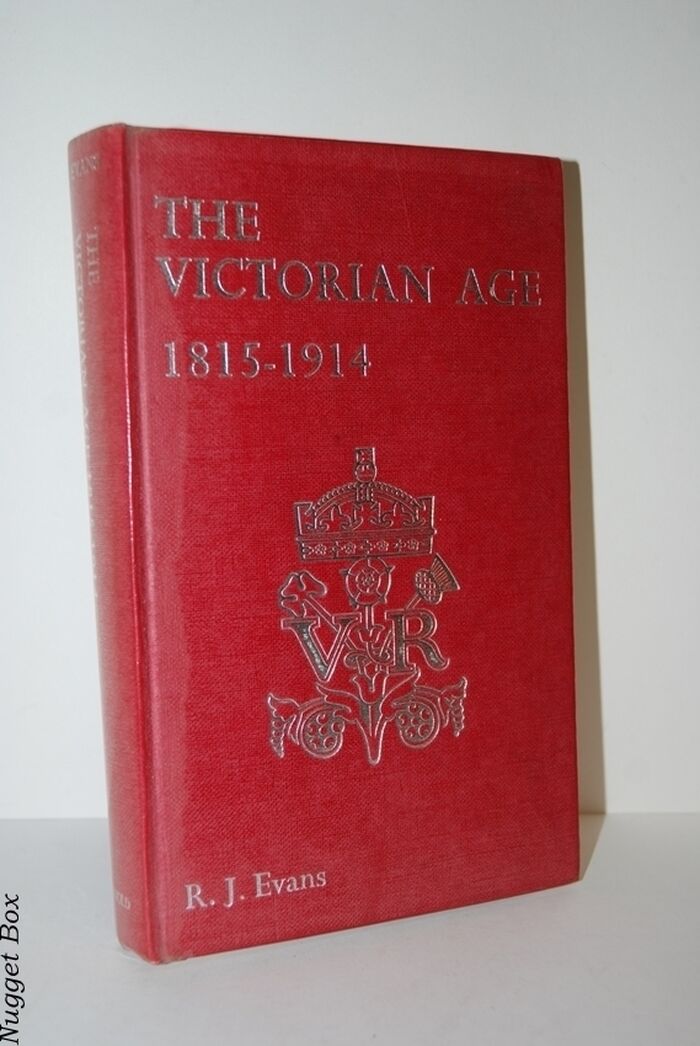 THE
VICTORIAN AGE
1815-1914
VR
R. J. Evans
EVANS
THE
Nugget Box